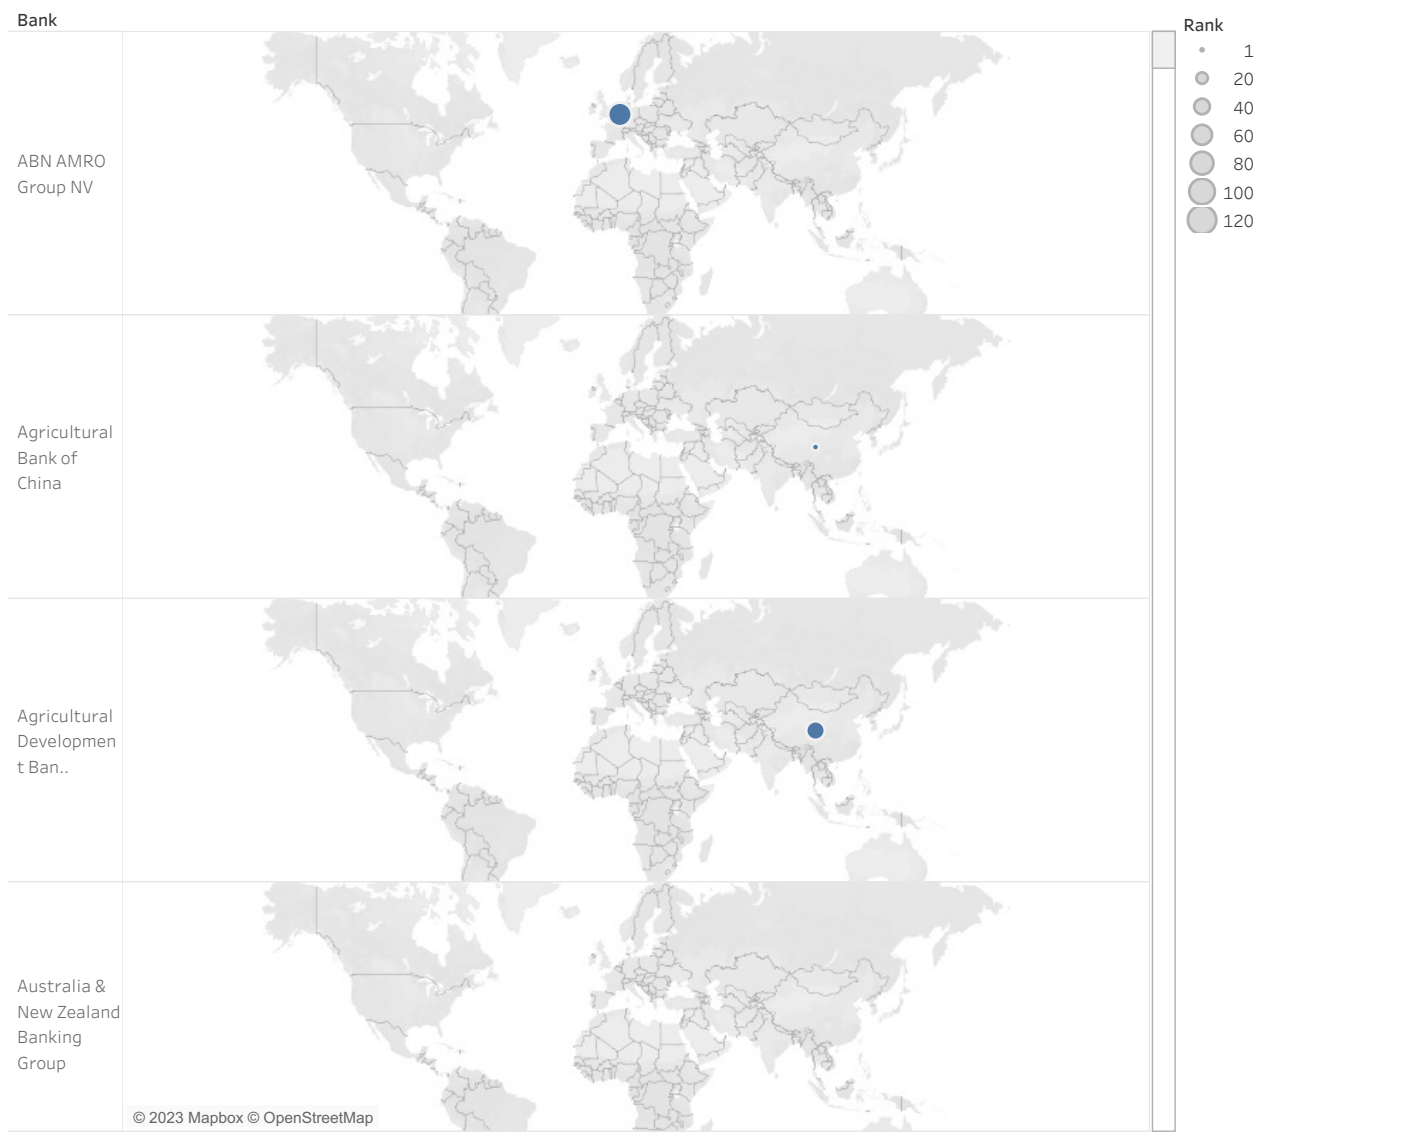 Bank
ABN AMRO
Group NV
Agricultural
Bank of
China
Agricultural
Developmen
t Ban..
Australia &
New Zealand
Banking
Group
© 2023 Mapbox © OpenStreetMap
Rank
1
20
40
60
80
100
120